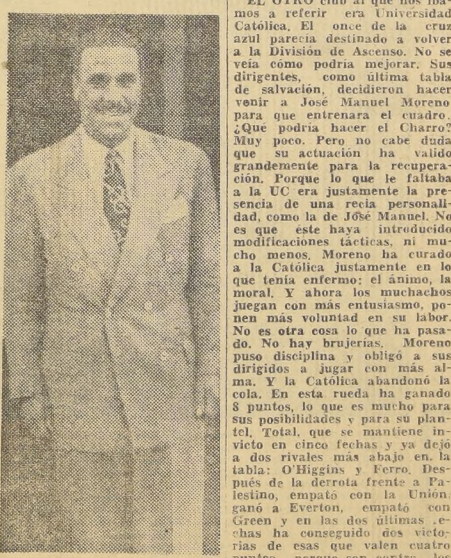 EL OTRO club al que nos íba-
mos a referir era Universidad
Católica. El once de la cruz
azul parecía destinado a volver
a la División de Ascenso. No se
veía cómo podría mejorar. Sus
dirigentes, como última tabla
de salvación, decidieron hacer
venir a José Manuel Moreno
para que entrenara el cuadro.
¿Qué podría hacer el Charro?
Muy poco. Pero no cabe duda
que su actuación ha valido
grandemente para la recupera-
ción. Porque lo que le faltaba
a la UC era justamente la pre-
sencia de una recia personali-
dad, como la de José Manuel. No
es que éste haya introducido
modificaciones tácticas, ni mu-
cho menos. Moreno ha curado
a la Católica justamente en lo
que tenía enfermo: el ánimo, la
moral. Y ahora los muchachos
juegan con más entusiasmo, po-
nen más voluntad en su labor.
No es otra cosa lo que ha pasa-
do. No hay brujerías. Moreno
puso disciplina y obligó a sus
dirigidos a jugar con más al-
ma. Y la Católica abandonó la
cola. En esta rueda ha ganado
8 puntos, lo que es mucho para
sus posibilidades y para su plan-
tel. Total, que se mantiene in-
victo en cinco fechas y ya dejó
a dos rivales más abajo en la
tabla: O'Higgins y Ferro. Des-
pués de la derrota frente a Pa-
lestino, empató con la Unión,
ganó a Everton, empató con
Green y en las dos últimas fe-
chas ha conseguido dos victo-
rias de esas que valen cuatro